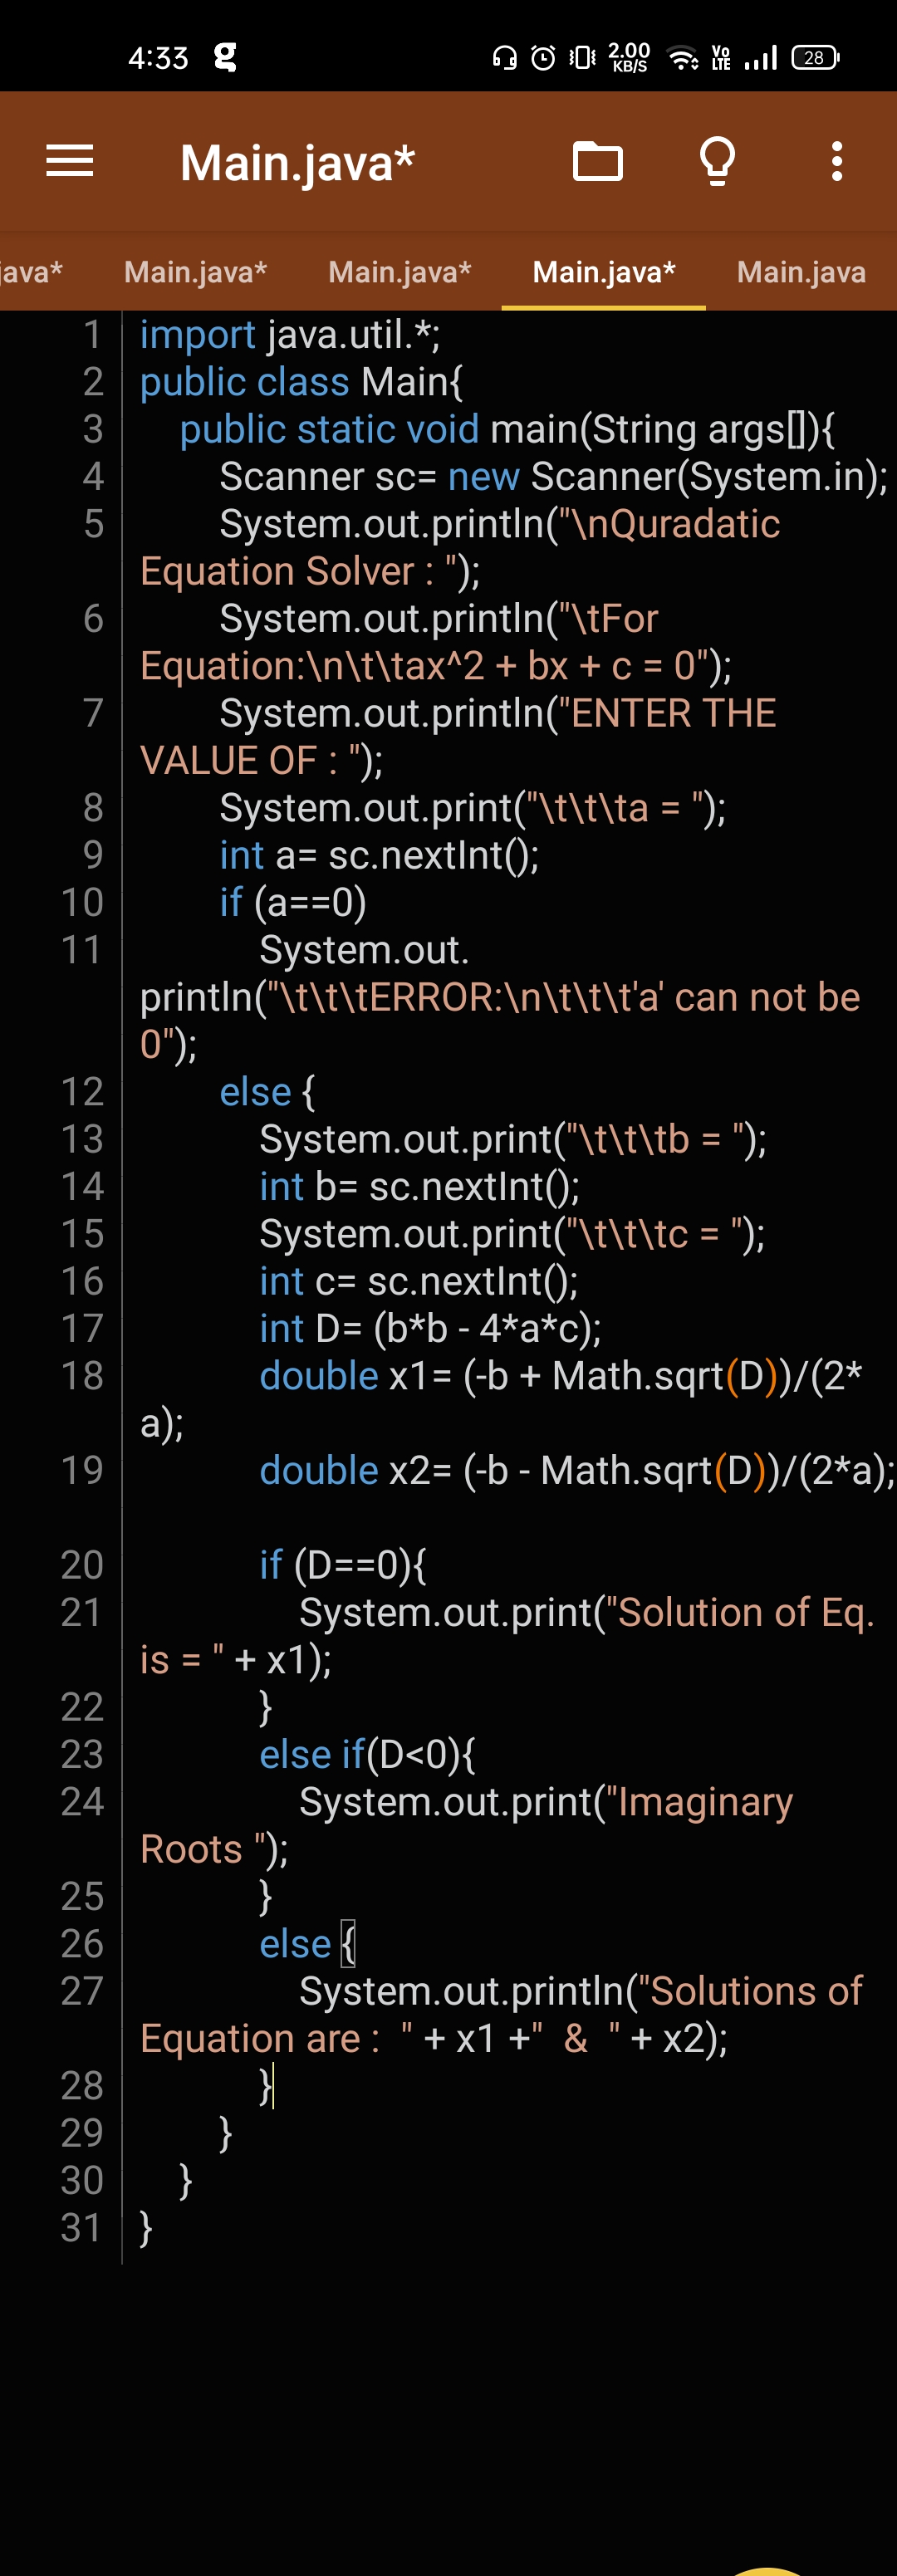 4:33 g 2.00 KB/S Vo LTE 28
Main.java*
java* Main.java* Main.java* Main.java* Main.java
1 import java.util.*;
2 public class Main{
3 public static void main(String args[]){
4 Scanner sc= new Scanner(System.in);
5 System.out.println("\nQuradatic
Equation Solver : ");
6 System.out.println("\tFor
Equation:\n\t\tax^2 + bx + c = 0");
7 System.out.println("ENTER THE
VALUE OF : ");
8 System.out.print("\t\t\ta = ");
9 int a= sc.nextInt();
10 if (a==0)
11 System.out.
println("\t\t\tERROR:\n\t\t\t'a' can not be
0");
12 else {
13 System.out.print("\t\t\tb = ");
14 int b= sc.nextInt();
15 System.out.print("\t\t\tc = ");
16 int c= sc.nextInt();
17 int D= (b*b - 4*a*c);
18 double x1= (-b + Math.sqrt(D))/(2*
a);
19 double x2= (-b - Math.sqrt(D))/(2*a);
20 if (D==0){
21 System.out.print("Solution of Eq.
is = " + x1);
22 }
23 else if(D<0){
24 System.out.print("Imaginary
Roots ");
25 }
26 else {
27 System.out.println("Solutions of
Equation are :  " + x1 +"  &  " + x2);
28 }
29 }
30 }
31 }